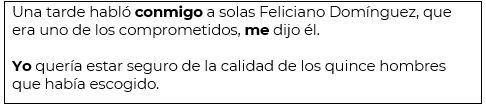 Una tarde habló conmigo a solas Feliciano Domínguez, que
era uno de los comprometidos, me dijo él.
Yo quería estar seguro de la calidad de los quince hombres
que había escogido.